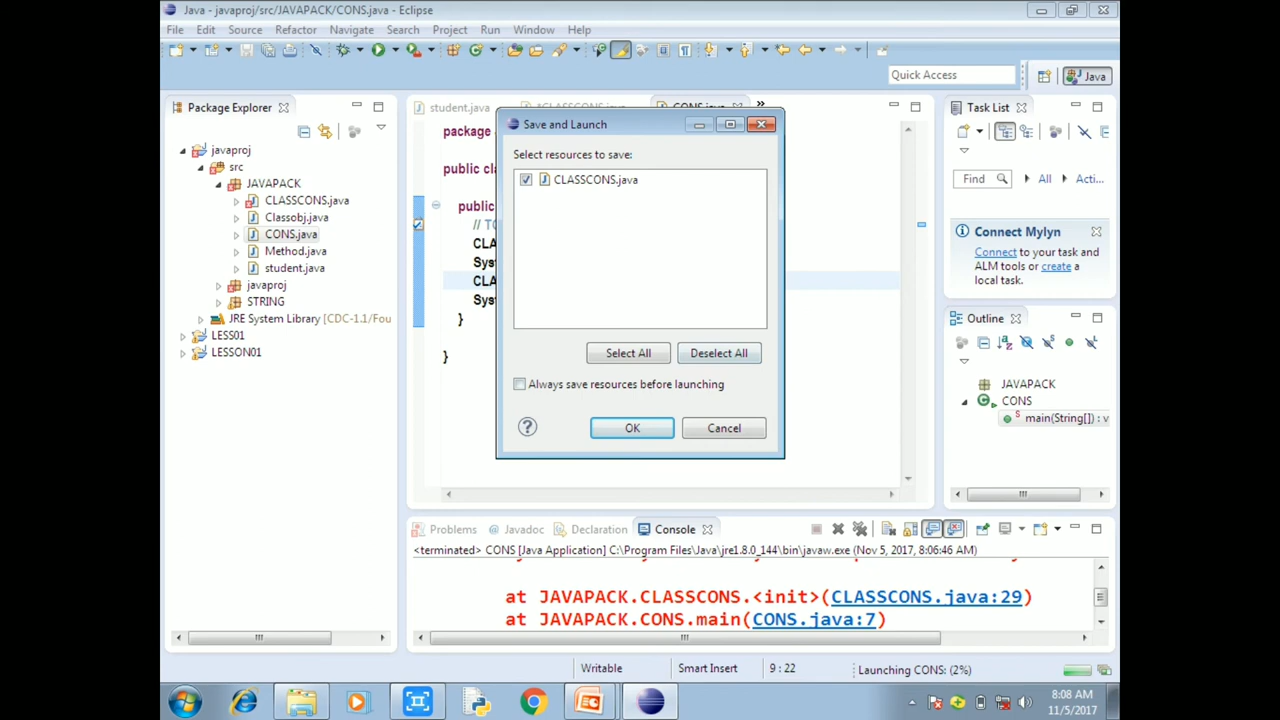 Java - javaproj/src/JAVAPACK/CONS.java - Eclipse
File Edit Source Refactor Navigate Search Project Run Window Help
Quick Access
Java
Package Explorer
javaproj
src
JAVAPACK
CLASSCONS.java
Classobj.java
CONS.java
Method.java
student.java
javaproj
STRING
JRE System Library [CDC-1.1/Fou
LESS01
LESSON01
student.java
CONS.java
package
public cla
public
// TO
CLA
Syst
CLA
Syst
}
}
Save and Launch
Select resources to save:
CLASSCONS.java
Select All Deselect All
Always save resources before launching
OK Cancel
Task List
Find All Acti...
Connect Mylyn
Connect to your task and
ALM tools or create a
local task.
Outline
JAVAPACK
CONS
main(String[]) : v
Problems @ Javadoc Declaration Console
<terminated> CONS [Java Application] C:\Program Files\Java\jre1.8.0_144\bin\javaw.exe (Nov 5, 2017, 8:06:46 AM)
at JAVAPACK.CLASSCONS.<init>(CLASSCONS.java:29)
at JAVAPACK.CONS.main(CONS.java:7)
Writable Smart Insert 9 : 22 Launching CONS: (2%)
8:08 AM
11/5/2017